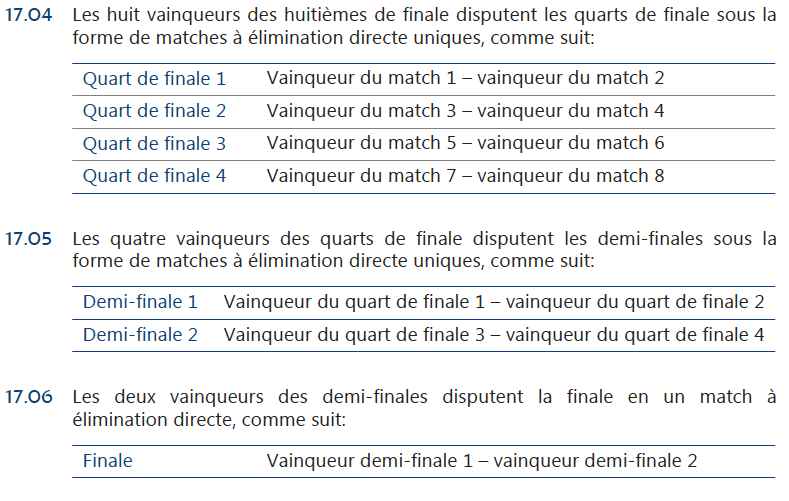 17.04 Les huit vainqueurs des huitièmes de finale disputent les quarts de finale sous la
forme de matches à élimination directe uniques, comme suit:
Quart de finale 1 Vainqueur du match 1 – vainqueur du match 2
Quart de finale 2 Vainqueur du match 3 – vainqueur du match 4
Quart de finale 3 Vainqueur du match 5 – vainqueur du match 6
Quart de finale 4 Vainqueur du match 7 – vainqueur du match 8
17.05 Les quatre vainqueurs des quarts de finale disputent les demi-finales sous la
forme de matches à élimination directe uniques, comme suit:
Demi-finale 1 Vainqueur du quart de finale 1 – vainqueur du quart de finale 2
Demi-finale 2 Vainqueur du quart de finale 3 – vainqueur du quart de finale 4
17.06 Les deux vainqueurs des demi-finales disputent la finale en un match à
élimination directe, comme suit:
Finale Vainqueur demi-finale 1 – vainqueur demi-finale 2